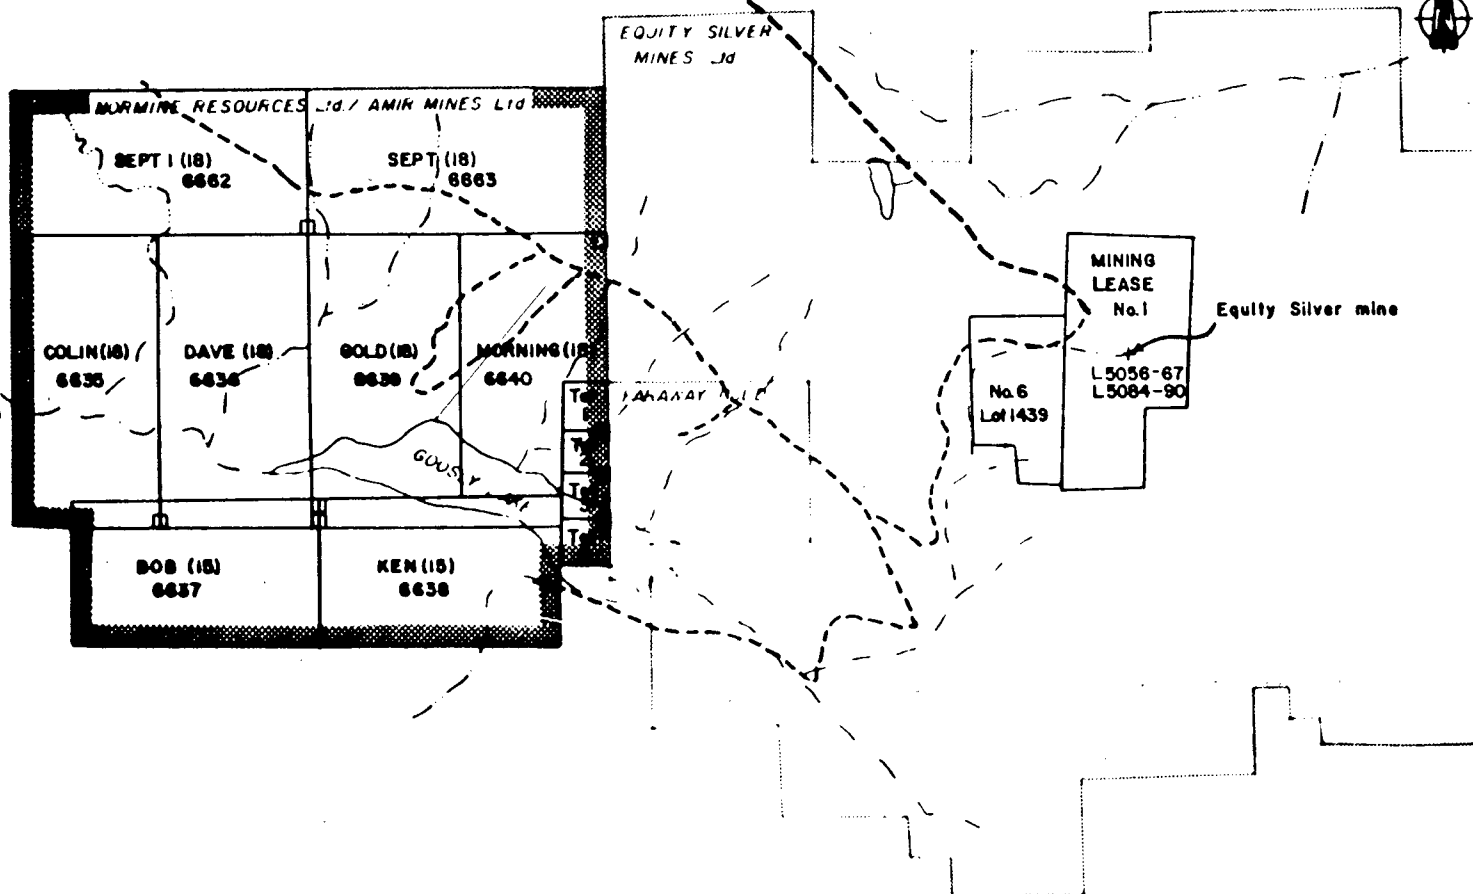 EQUITY SILVER
MINES Ltd
NORMINE RESOURCES Ltd./ AMIR MINES Ltd
SEPT 1 (18)
6662
SEPT (18)
6663
COLIN (18)
6635
DAVE (18)
6636
GOLD (18)
6639
MORNING (18
6640
GOOSLY
BOB (15)
6637
KEN (15)
6638
MINING
LEASE
No.1
Equity Silver mine
L5056-67
L5084-90
No.6
Lot 1439